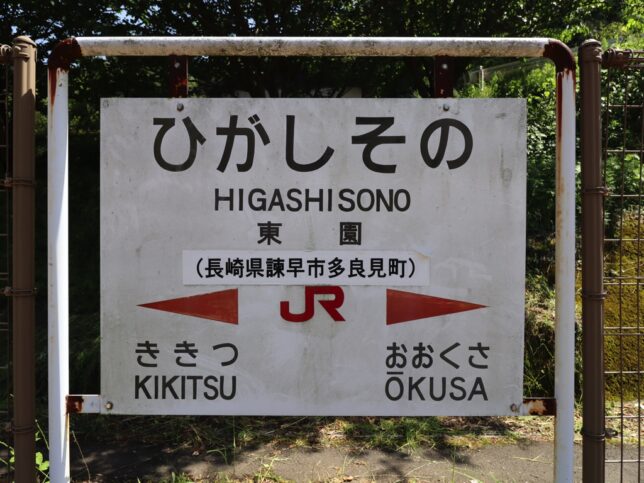 ひがしその
HIGASHISONO
東園
（長崎県諫早市多良見町）
JR
ききつ
KIKITSU
おおくさ
ŌKUSA